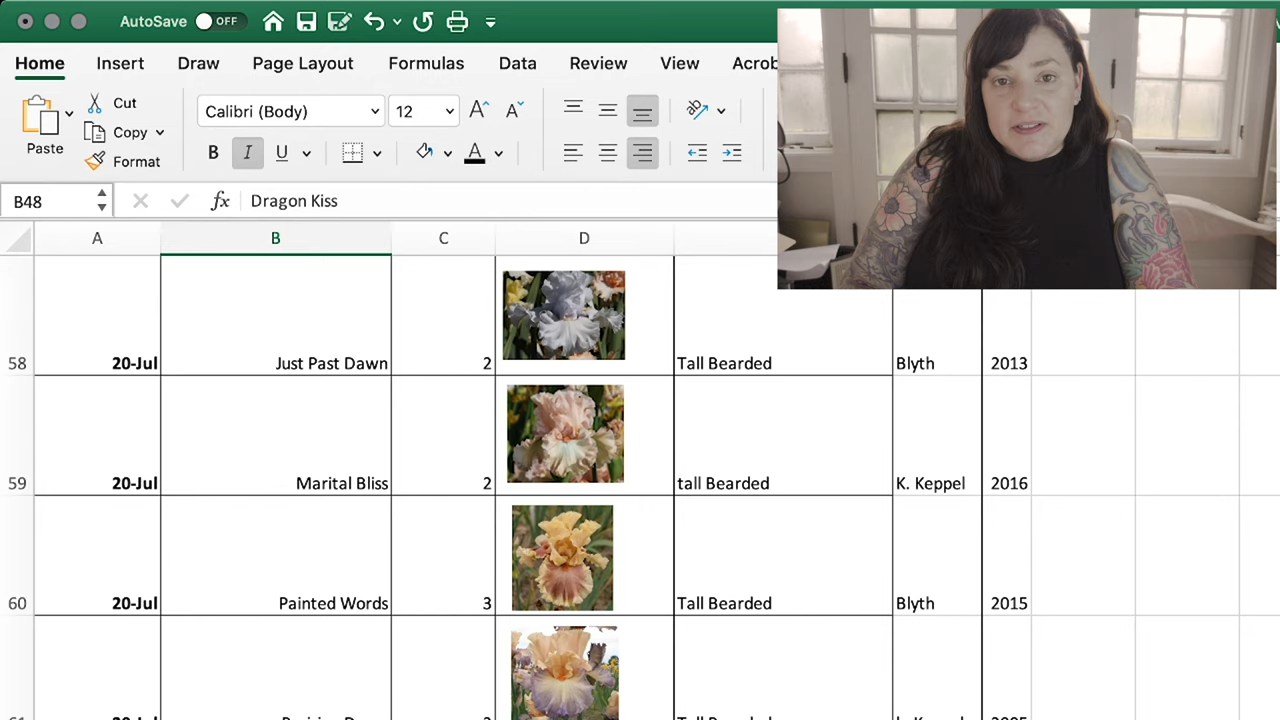 AutoSave OFF
Home Insert Draw Page Layout Formulas Data Review View Acrob
Paste
Cut
Copy
Format
Calibri (Body) 12
B I U A
B48 fx Dragon Kiss
A B C D
58 20-Jul Just Past Dawn 2 Tall Bearded Blyth 2013
59 20-Jul Marital Bliss 2 tall Bearded K. Keppel 2016
60 20-Jul Painted Words 3 Tall Bearded Blyth 2015